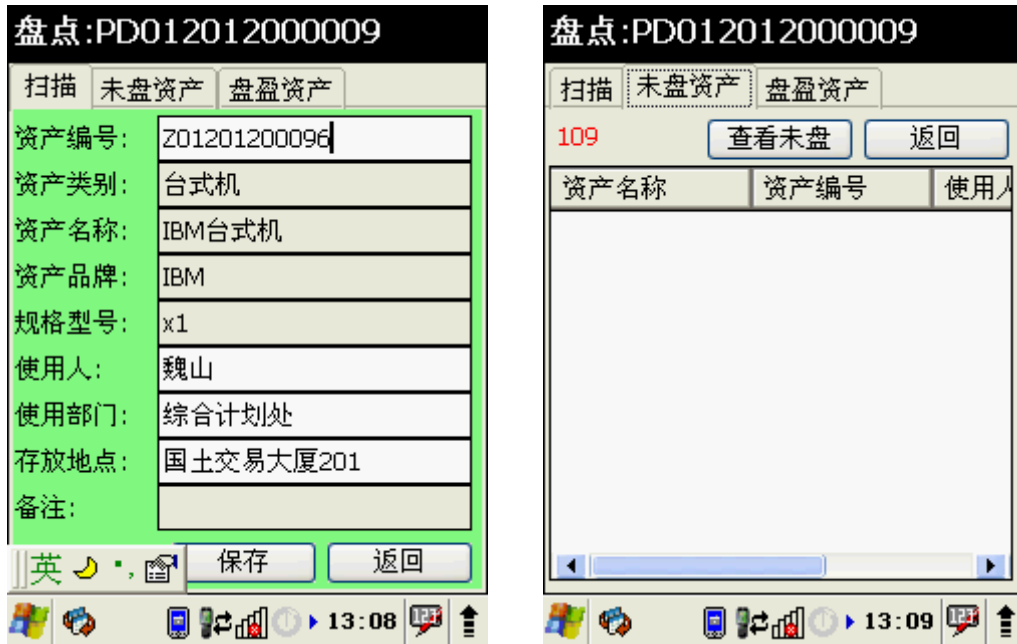 盘点:PD012012000009
扫描 未盘资产 盘盈资产
资产编号: Z01201200096
资产类别: 台式机
资产名称: IBM台式机
资产品牌: IBM
规格型号: x1
使用人: 魏山
使用部门: 综合计划处
存放地点: 国土交易大厦201
备注:
英 保存 返回
13:08
盘点:PD012012000009
扫描 未盘资产 盘盈资产
109 查看未盘 返回
资产名称 资产编号 使用人
13:09